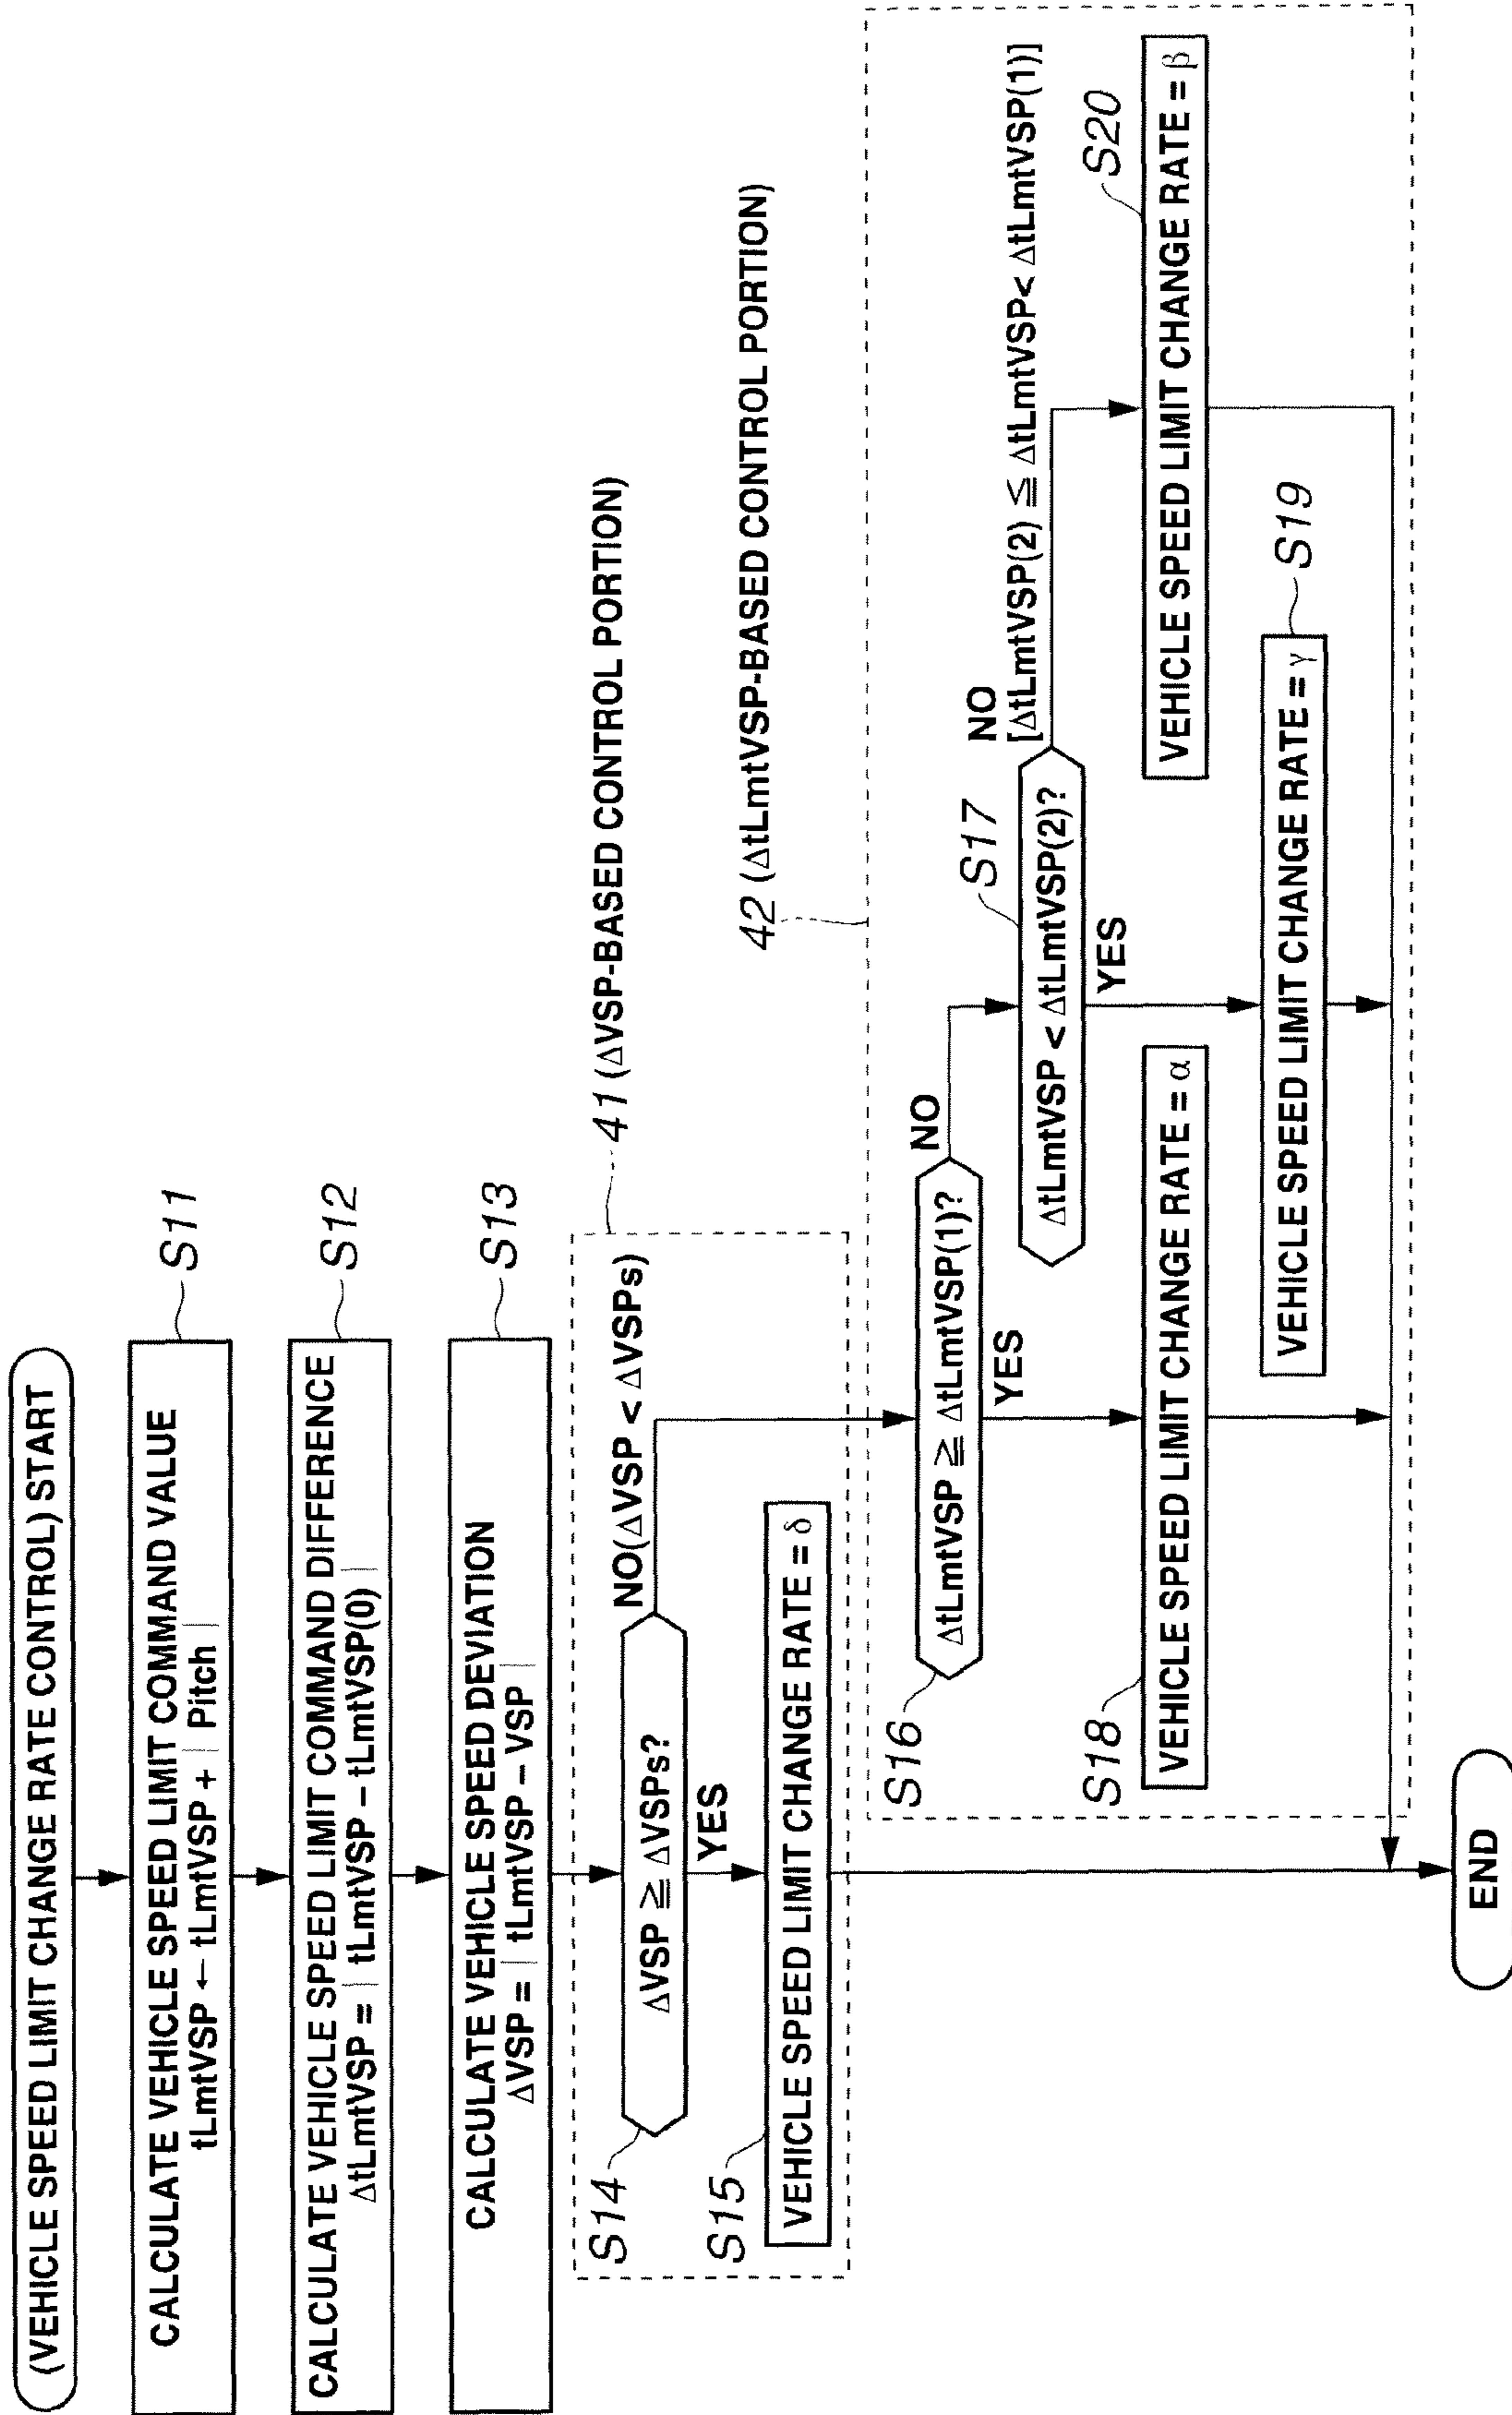 (VEHICLE SPEED LIMIT CHANGE RATE CONTROL) START
S11
CALCULATE VEHICLE SPEED LIMIT COMMAND VALUE
tLmtVSP ← tLmtVSP + | Pitch |
S12
CALCULATE VEHICLE SPEED LIMIT COMMAND DIFFERENCE
ΔtLmtVSP = | tLmtVSP – tLmtVSP(0) |
S13
CALCULATE VEHICLE SPEED DEVIATION
ΔVSP = | tLmtVSP – VSP |
41 (ΔVSP-BASED CONTROL PORTION)
S14
ΔVSP ≧ ΔVSPs?
NO(ΔVSP < ΔVSPs)
YES
S15
VEHICLE SPEED LIMIT CHANGE RATE = δ
42 (ΔtLmtVSP-BASED CONTROL PORTION)
S16
ΔtLmtVSP ≧ ΔtLmtVSP(1)?
NO
YES
S17
ΔtLmtVSP < ΔtLmtVSP(2)?
NO
[ΔtLmtVSP(2) ≦ ΔtLmtVSP< ΔtLmtVSP(1)]
YES
S18
VEHICLE SPEED LIMIT CHANGE RATE = α
S20
VEHICLE SPEED LIMIT CHANGE RATE = β
S19
VEHICLE SPEED LIMIT CHANGE RATE = γ
END